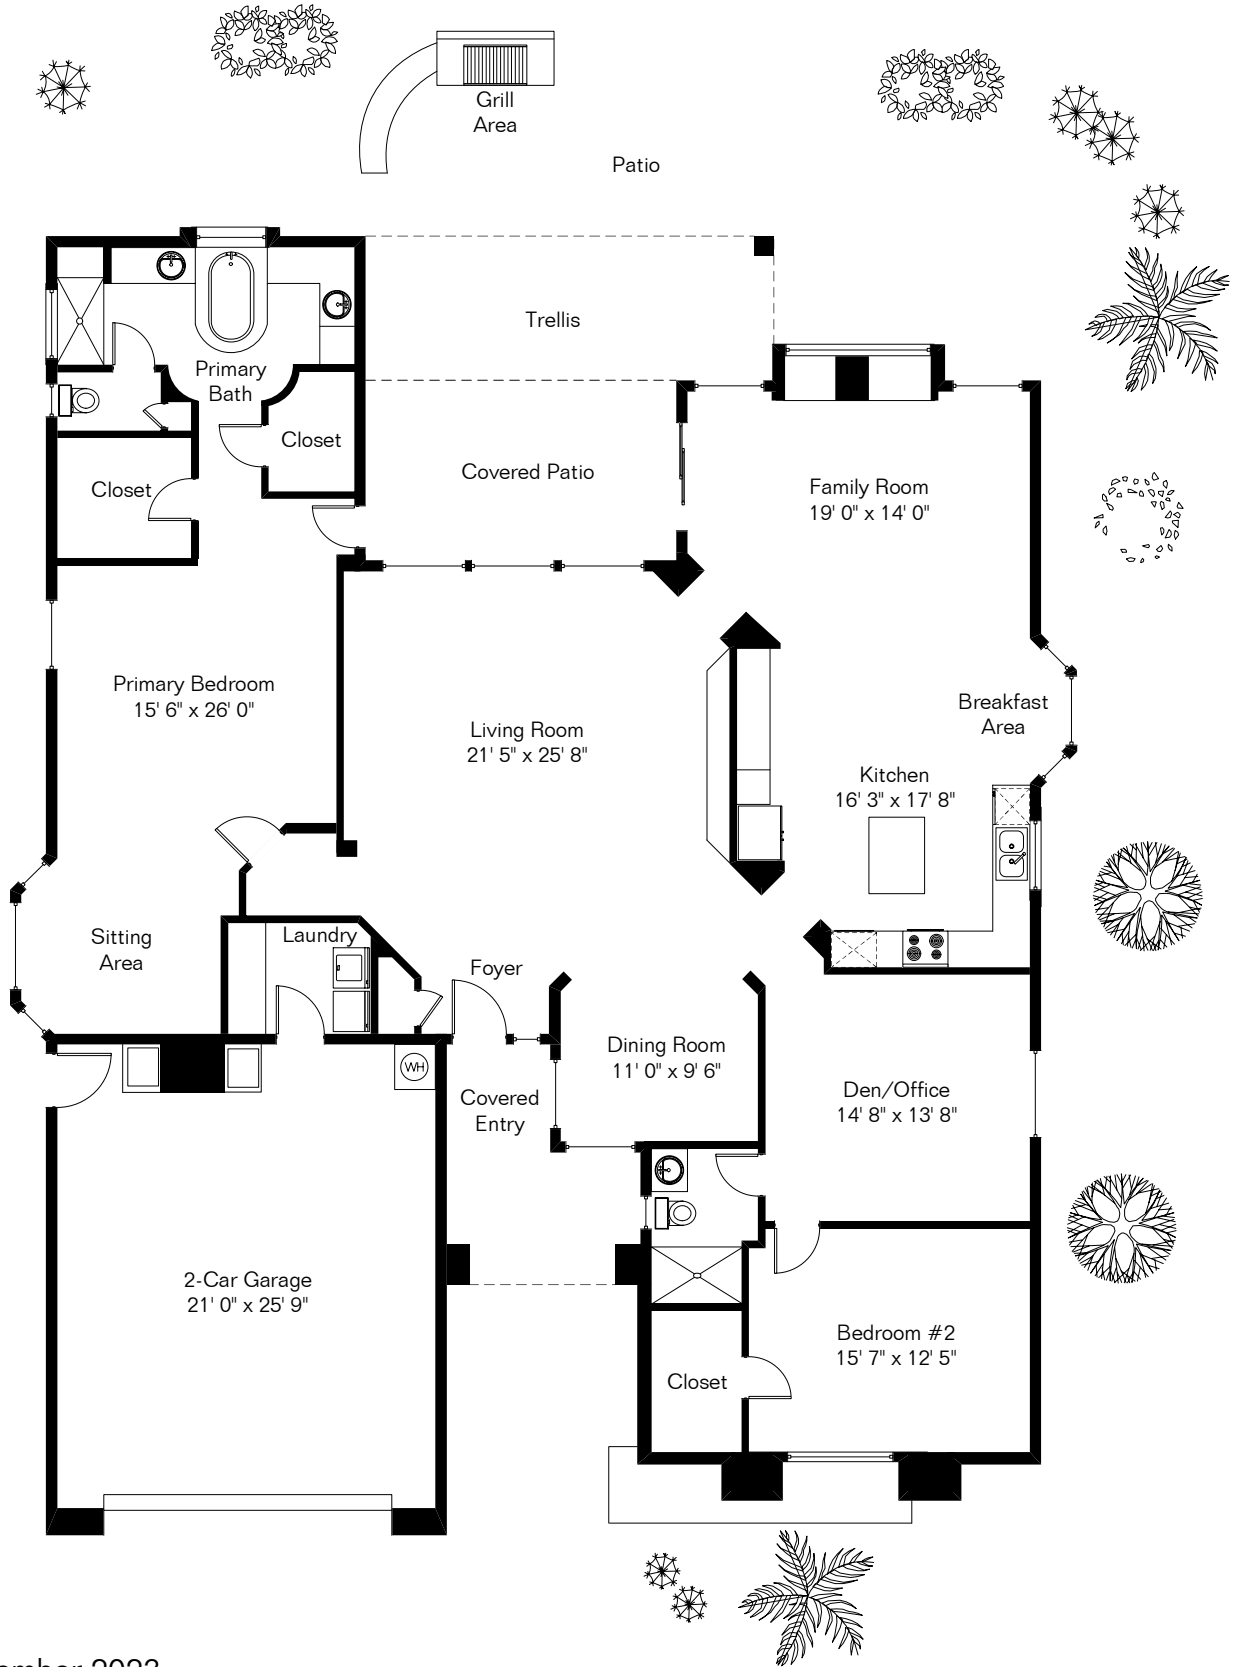 Grill
Area
Patio
Trellis
Primary
Bath
Closet
Closet
Covered Patio
Family Room
19' 0" x 14' 0"
Primary Bedroom
15' 6" x 26' 0"
Living Room
21' 5" x 25' 8"
Breakfast
Area
Kitchen
16' 3" x 17' 8"
Sitting
Area
Laundry
Foyer
Dining Room
11' 0" x 9' 6"
WH
Covered
Entry
Den/Office
14' 8" x 13' 8"
2-Car Garage
21' 0" x 25' 9"
Bedroom #2
15' 7" x 12' 5"
Closet
2023